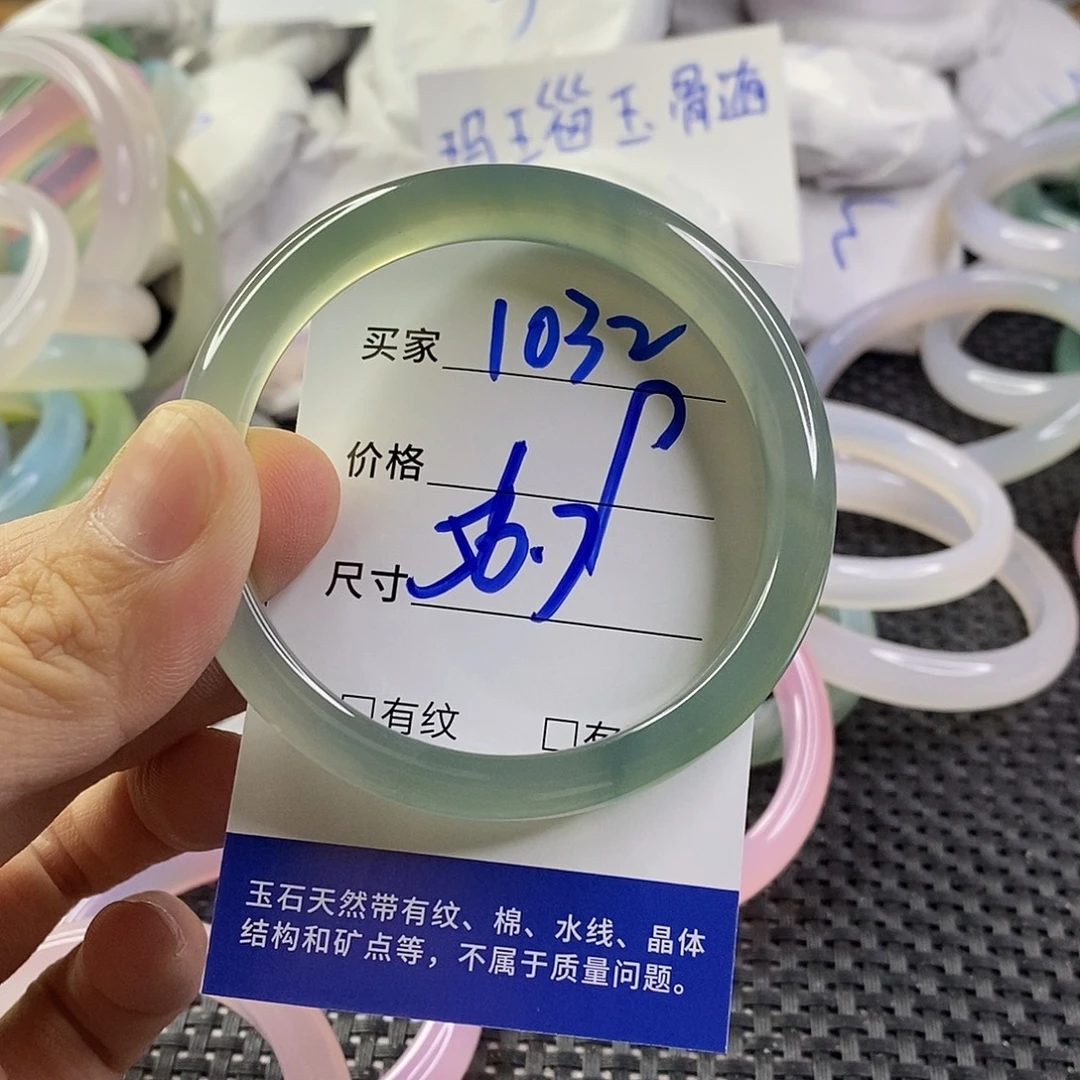 玛瑙玉髓
买家 1032
价格
尺寸 56.7
□有纹 □有
玉石天然带有纹、棉、水线、晶体
结构和矿点等，不属于质量问题。